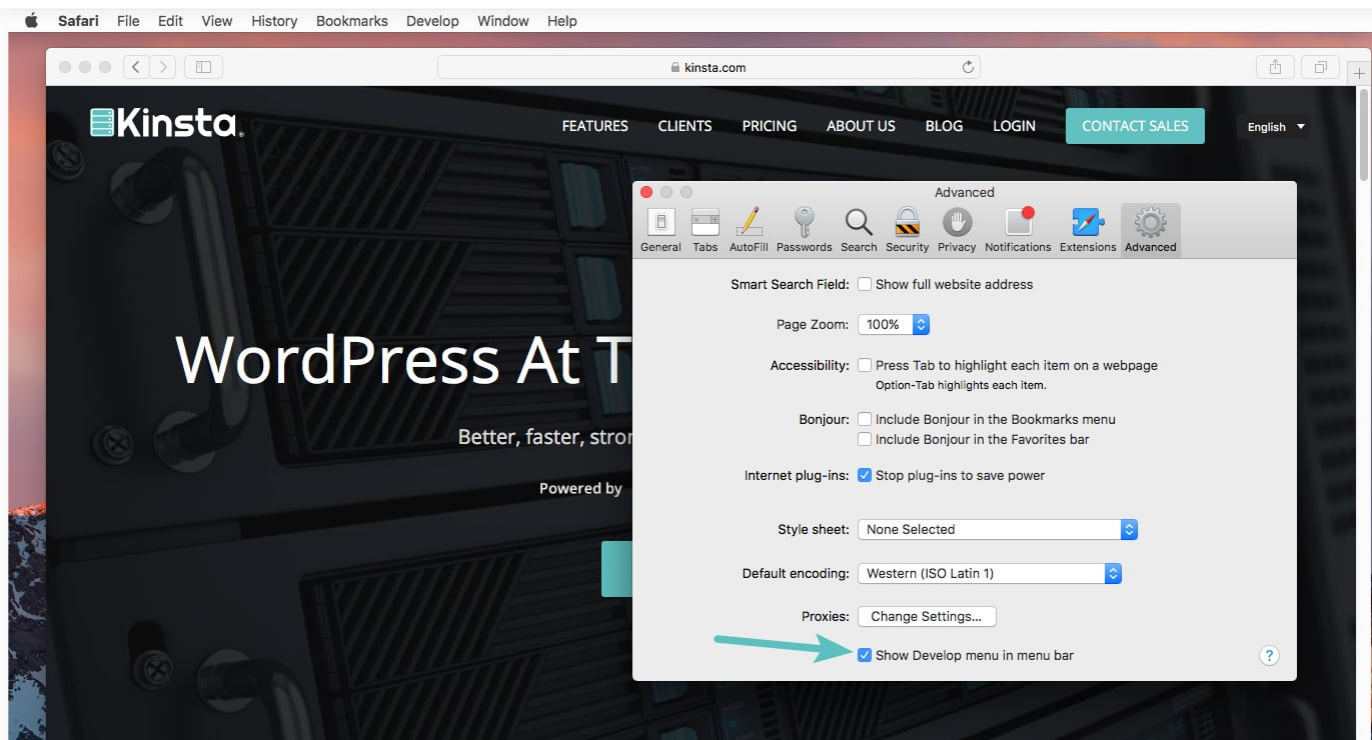 Safari File Edit View History Bookmarks Develop Window Help
kinsta.com
Kinsta
FEATURES CLIENTS PRICING ABOUT US BLOG LOGIN CONTACT SALES English
Advanced
General Tabs AutoFill Passwords Search Security Privacy Notifications Extensions Advanced
Smart Search Field: Show full website address
Page Zoom: 100%
WordPress At T
Accessibility: Press Tab to highlight each item on a webpage
Option-Tab highlights each item.
Bonjour: Include Bonjour in the Bookmarks menu
Include Bonjour in the Favorites bar
Better, faster, stror
Internet plug-ins: Stop plug-ins to save power
Powered by
Style sheet: None Selected
Default encoding: Western (ISO Latin 1)
Proxies: Change Settings...
Show Develop menu in menu bar
?